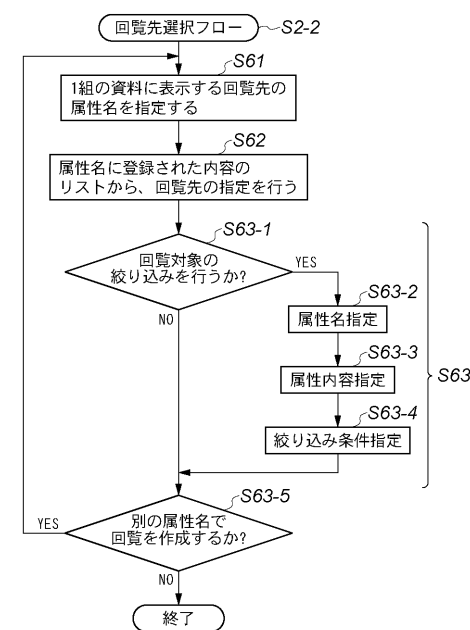 回覧先選択フロー
S2-2
S61
1組の資料に表示する回覧先の
属性名を指定する
S62
属性名に登録された内容の
リストから、回覧先の指定を行う
S63-1
回覧対象の
絞り込みを行うか?
YES
NO
S63-2
属性名指定
S63-3
属性内容指定
S63-4
絞り込み条件指定
S63
S63-5
別の属性名で
回覧を作成するか?
YES
NO
終了